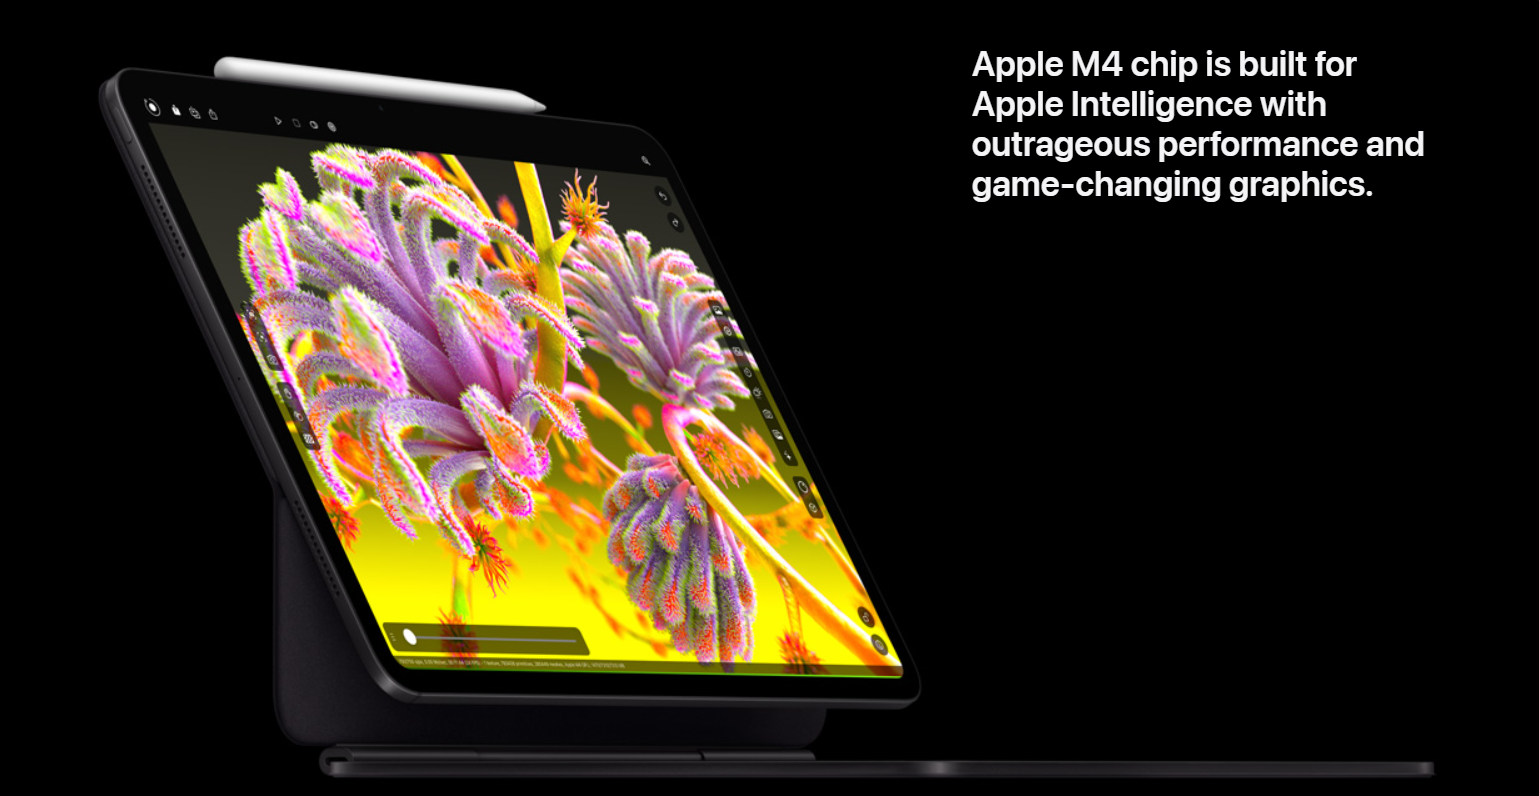 Apple M4 chip is built for
Apple Intelligence with
outrageous performance and
game-changing graphics.